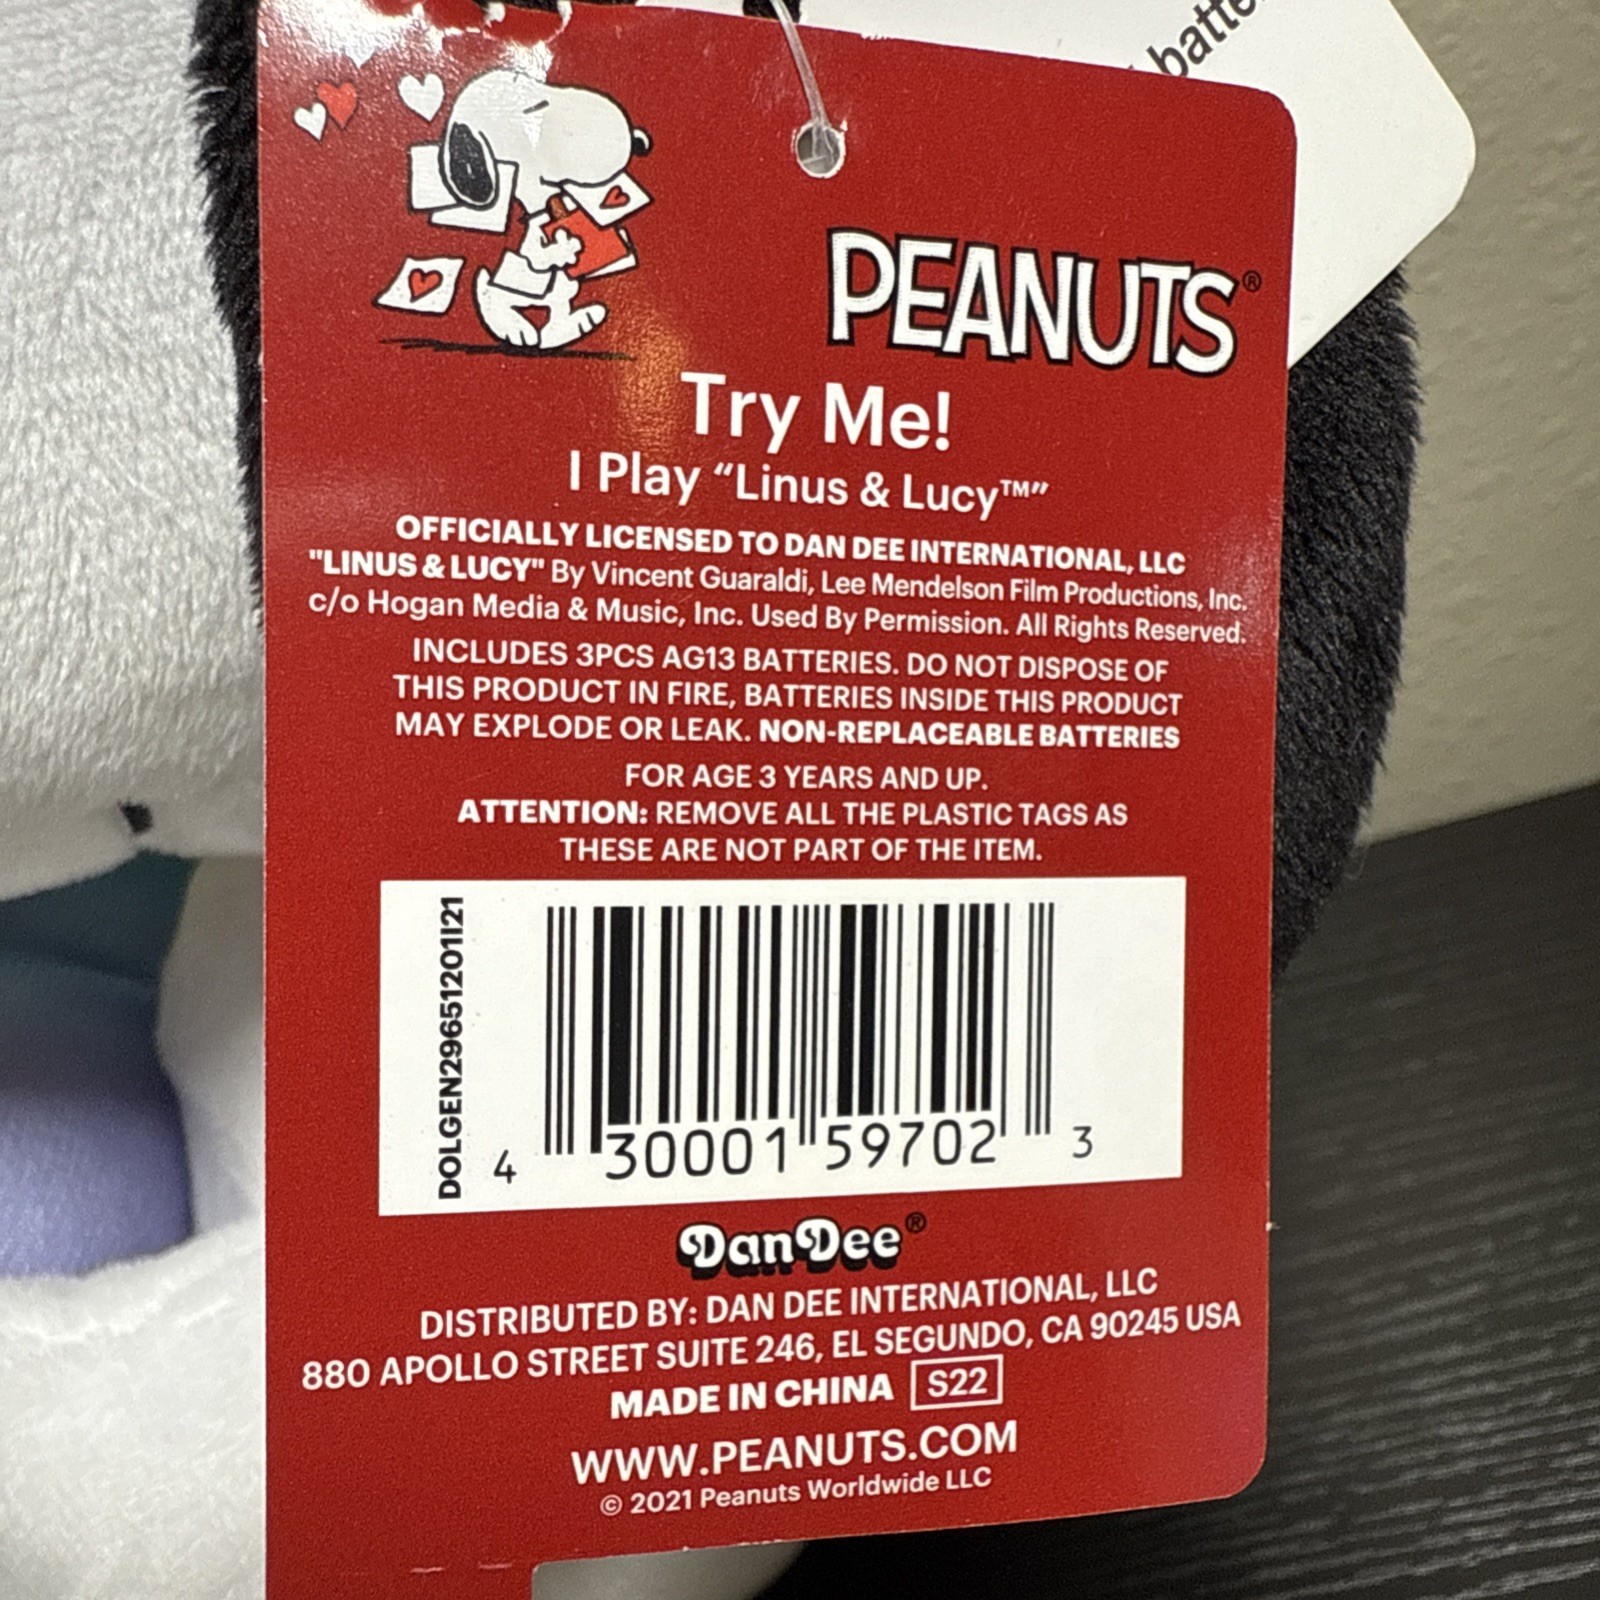 batte
PEANUTS®
Try Me!
I Play “Linus & Lucy™”
OFFICIALLY LICENSED TO DAN DEE INTERNATIONAL, LLC
"LINUS & LUCY" By Vincent Guaraldi, Lee Mendelson Film Productions, Inc.
c/o Hogan Media & Music, Inc. Used By Permission. All Rights Reserved.
INCLUDES 3PCS AG13 BATTERIES. DO NOT DISPOSE OF
THIS PRODUCT IN FIRE, BATTERIES INSIDE THIS PRODUCT
MAY EXPLODE OR LEAK. NON-REPLACEABLE BATTERIES
FOR AGE 3 YEARS AND UP.
ATTENTION: REMOVE ALL THE PLASTIC TAGS AS
THESE ARE NOT PART OF THE ITEM.
DOLGEN29651201I21
4 30001 59702 3
DanDee®
DISTRIBUTED BY: DAN DEE INTERNATIONAL, LLC
880 APOLLO STREET SUITE 246, EL SEGUNDO, CA 90245 USA
MADE IN CHINA S22
WWW.PEANUTS.COM
© 2021 Peanuts Worldwide LLC